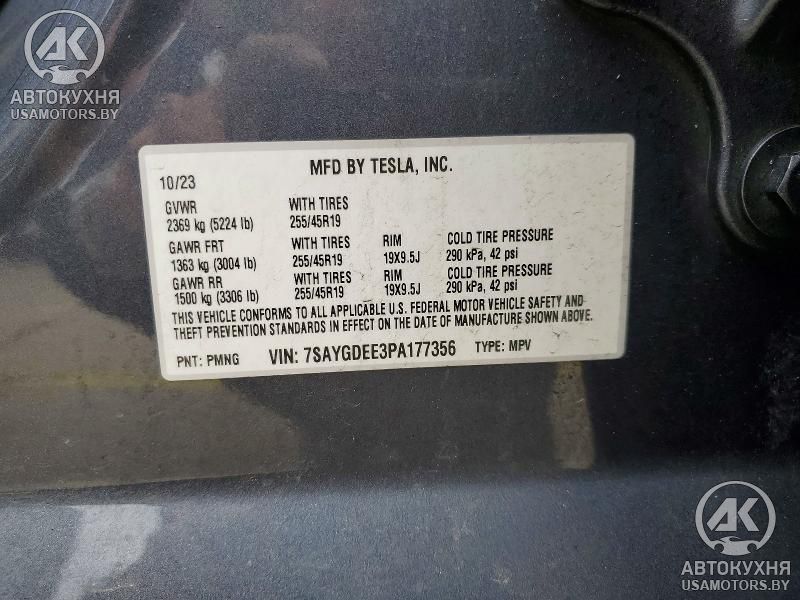 AK
АВТОКУХНЯ
USAMOTORS.BY
MFD BY TESLA, INC.
10/23
GVWR WITH TIRES
2369 kg (5224 lb) 255/45R19
GAWR FRT WITH TIRES RIM COLD TIRE PRESSURE
1363 kg (3004 lb) 255/45R19 19X9.5J 290 kPa, 42 psi
GAWR RR WITH TIRES RIM COLD TIRE PRESSURE
1500 kg (3306 lb) 255/45R19 19X9.5J 290 kPa, 42 psi
THIS VEHICLE CONFORMS TO ALL APPLICABLE U.S. FEDERAL MOTOR VEHICLE SAFETY AND
THEFT PREVENTION STANDARDS IN EFFECT ON THE DATE OF MANUFACTURE SHOWN ABOVE.
PNT: PMNG VIN: 7SAYGDEE3PA177356 TYPE: MPV
AK
АВТОКУХНЯ
USAMOTORS.BY